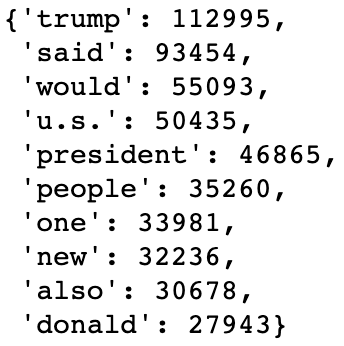 {'trump': 112995,
'said': 93454,
'would': 55093,
'u.s.': 50435,
'president': 46865,
'people': 35260,
'one': 33981,
'new': 32236,
'also': 30678,
'donald': 27943}